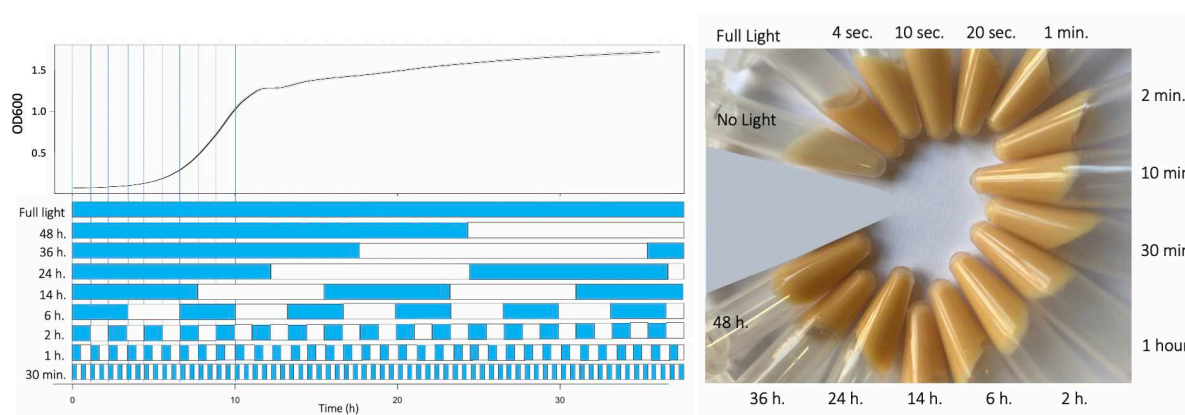 1.5
1.0
0.5
OD600
Full light
48 h.
36 h.
24 h.
14 h.
6 h.
2 h.
1 h.
30 min.
0 10 20 30
Time (h)
Full Light 4 sec. 10 sec. 20 sec. 1 min.
No Light
2 min.
10 min
30 min
1 hour
48 h.
36 h. 24 h. 14 h. 6 h. 2 h.